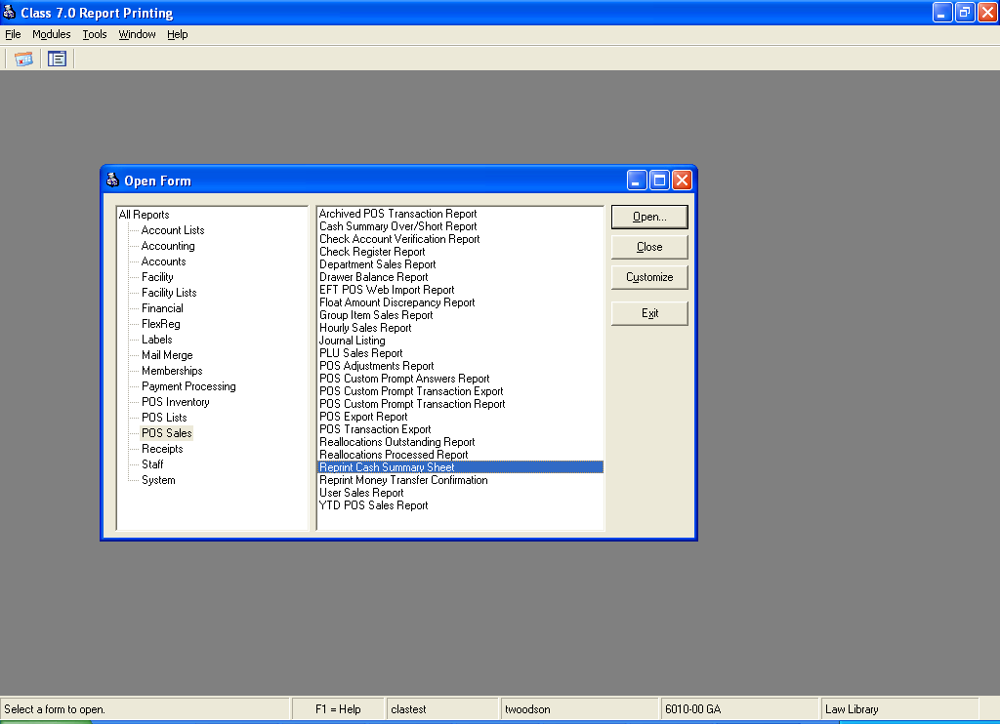 Class 7.0 Report Printing
File Modules Tools Window Help
Open Form
All Reports
Account Lists
Accounting
Accounts
Facility
Facility Lists
Financial
FlexReg
Labels
Mail Merge
Memberships
Payment Processing
POS Inventory
POS Lists
POS Sales
Receipts
Staff
System
Archived POS Transaction Report
Cash Summary Over/Short Report
Check Account Verification Report
Check Register Report
Department Sales Report
Drawer Balance Report
EFT POS Web Import Report
Float Amount Discrepancy Report
Group Item Sales Report
Hourly Sales Report
Journal Listing
PLU Sales Report
POS Adjustments Report
POS Custom Prompt Answers Report
POS Custom Prompt Transaction Export
POS Custom Prompt Transaction Report
POS Export Report
POS Transaction Export
Reallocations Outstanding Report
Reallocations Processed Report
Reprint Cash Summary Sheet
Reprint Money Transfer Confirmation
User Sales Report
YTD POS Sales Report
Open...
Close
Customize
Exit
Select a form to open. F1 = Help clastest twoodson 6010-00 GA Law Library